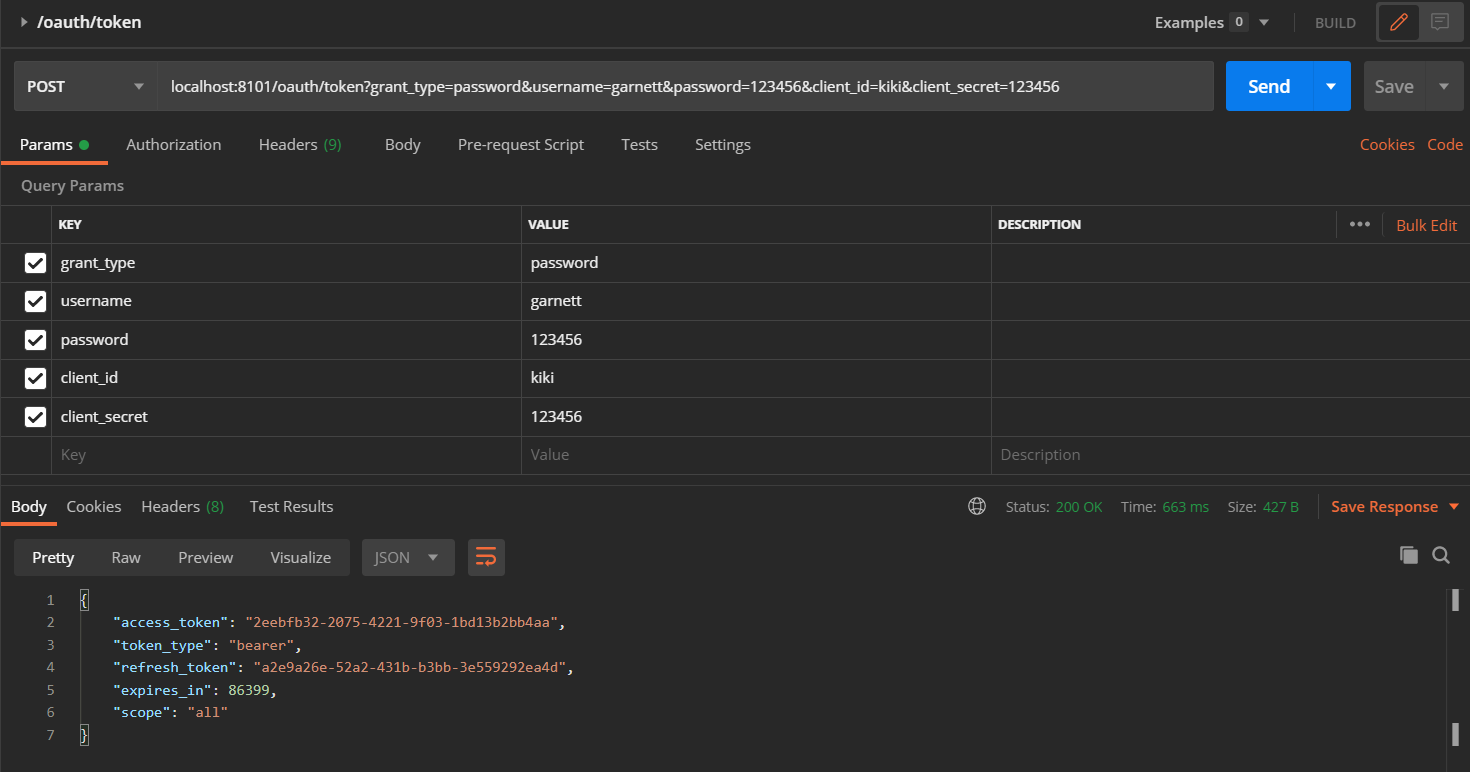 /oauth/token Examples 0 BUILD
POST localhost:8101/oauth/token?grant_type=password&username=garnett&password=123456&client_id=kiki&client_secret=123456 Send Save
Params Authorization Headers (9) Body Pre-request Script Tests Settings Cookies Code
Query Params
KEY VALUE DESCRIPTION ••• Bulk Edit
grant_type password
username garnett
password 123456
client_id kiki
client_secret 123456
Key Value Description
Body Cookies Headers (8) Test Results Status: 200 OK Time: 663 ms Size: 427 B Save Response
Pretty Raw Preview Visualize JSON
1 {
2 "access_token": "2eebfb32-2075-4221-9f03-1bd13b2bb4aa",
3 "token_type": "bearer",
4 "refresh_token": "a2e9a26e-52a2-431b-b3bb-3e559292ea4d",
5 "expires_in": 86399,
6 "scope": "all"
7 }